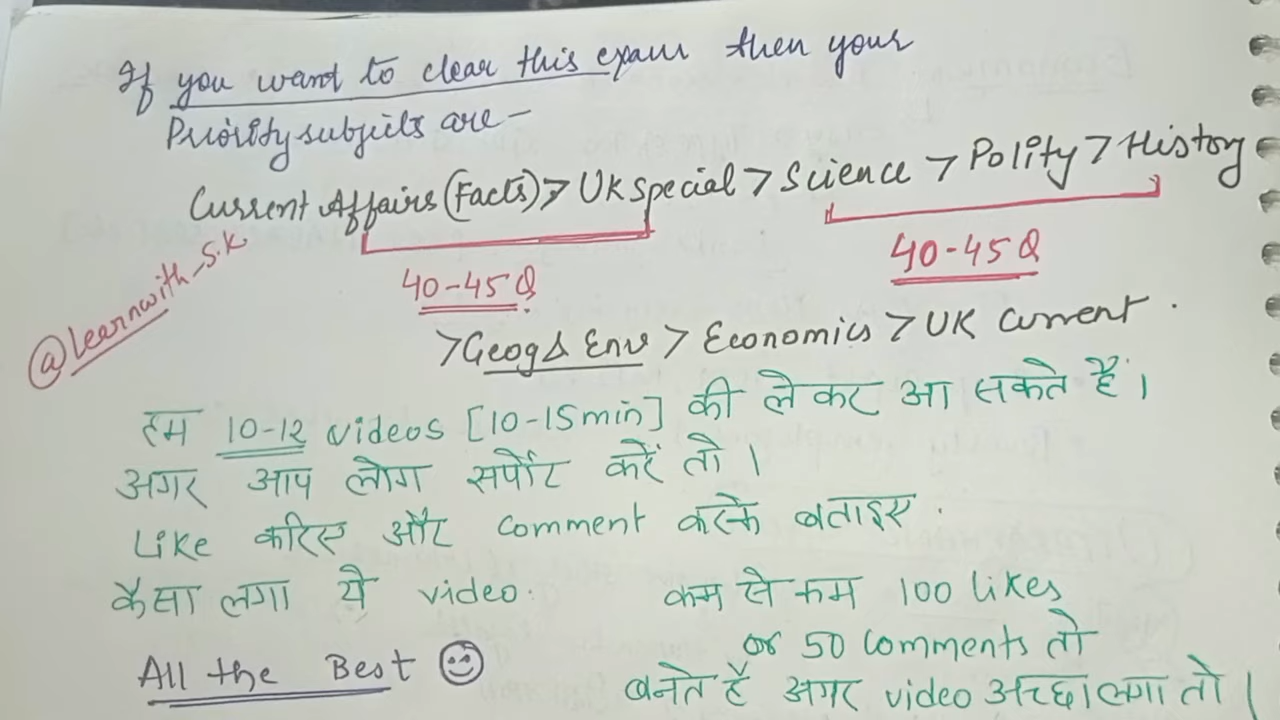 If you want to clear this exam then your
Priority subjects are -
Current Affairs (Facts) > UK special > Science > Polity > History
@learnwith_S.K
40-45 Q
40-45 Q
> Geog & Env > Economics > UK Current .
हम 10-12 videos [10-15min] की लेकर आ सकते हैं।
अगर आप लोग सर्पोट करें तो।
Like करिए और comment करके बताइए .
कैसा लगा ये video.
कम से कम 100 likes
or 50 comments तो
बनते है अगर video अच्छा लगा तो।
All the Best